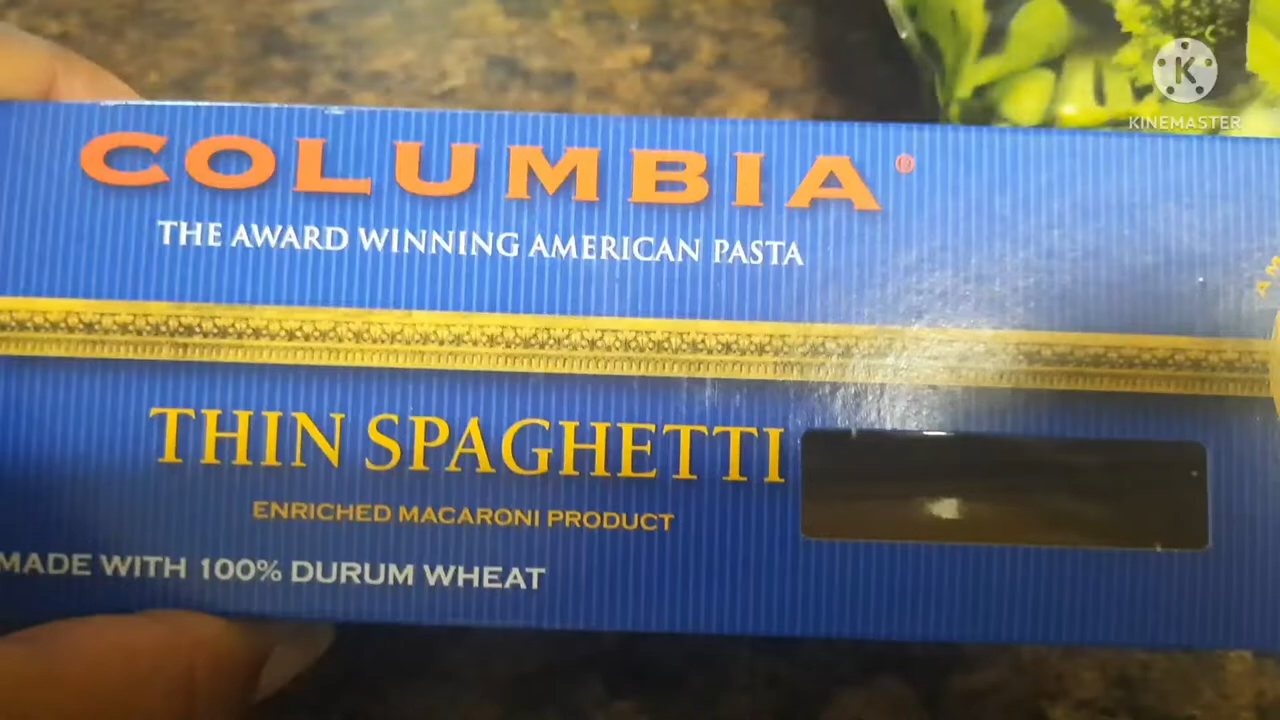 K
KINEMASTER
COLUMBIA®
THE AWARD WINNING AMERICAN PASTA
THIN SPAGHETTI
ENRICHED MACARONI PRODUCT
MADE WITH 100% DURUM WHEAT